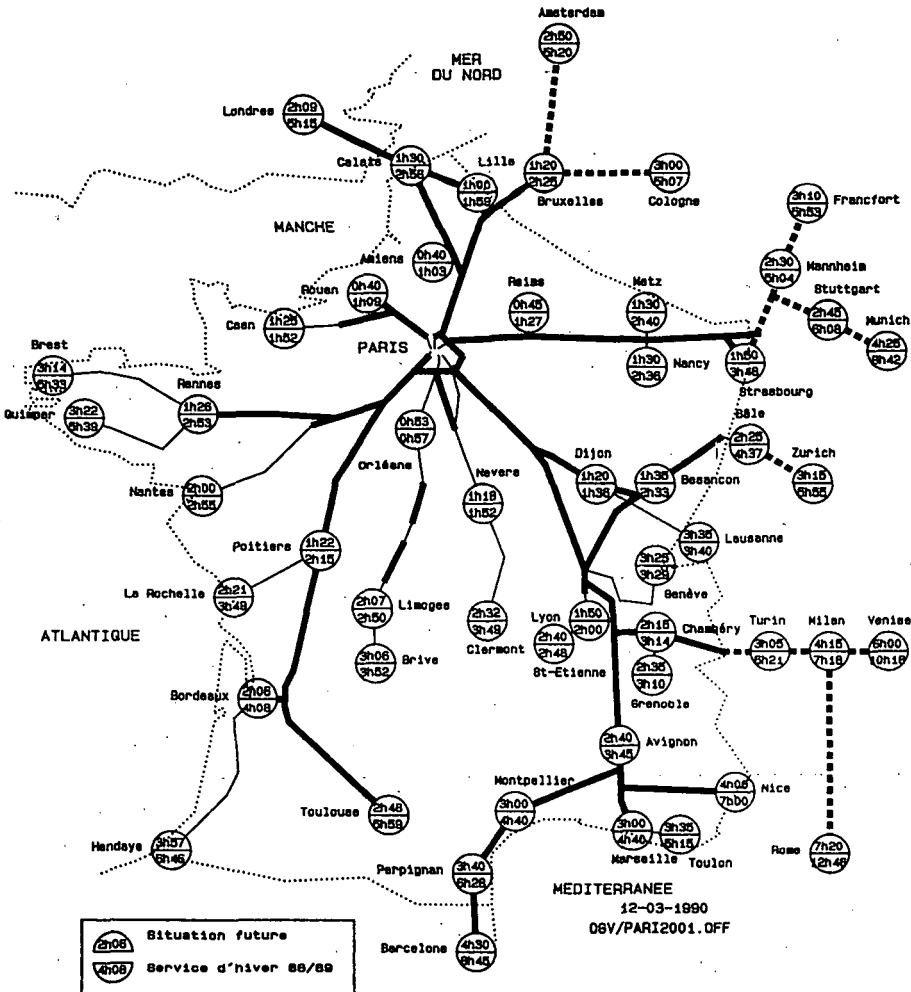 Amsterdam
2h50
5h20
MER
DU NORD
Londres
2h09
5h15
Calais
1h30
2h58
Lille
1h00
1h59
1h20
2h25
Bruxelles
3h00
5h07
Cologne
3h10
5h53
Francfort
MANCHE
Amiens
0h40
1h03
2h30
5h04
Mannheim
Rouen
0h40
1h09
Reims
0h45
1h27
Metz
1h30
2h40
Stuttgart
2h45
6h08
Munich
4h25
8h42
Caen
1h25
1h52
PARIS
1h30
2h36
Nancy
1h50
3h48
Strasbourg
Brest
3h14
5h33
Rennes
1h26
2h53
Quimper
3h22
5h39
0h53
0h57
Orléans
Bâle
2h25
4h37
Zurich
3h15
5h55
Dijon
1h20
1h36
1h35
2h33
Besançon
Nevers
1h18
1h52
Nantes
2h00
2h55
Poitiers
1h22
2h15
Lausanne
3h35
3h40
3h25
3h29
Genève
La Rochelle
2h21
3h48
2h07
2h50
Limoges
2h32
3h49
Clermont
Lyon
1h50
2h00
2h40
2h48
St-Etienne
2h15
3h14
Chambéry
Turin
3h05
6h21
Milan
4h15
7h18
Venise
6h00
10h18
ATLANTIQUE
3h06
3h52
Brive
2h35
3h10
Grenoble
Bordeaux
2h06
4h08
2h40
3h45
Avignon
Montpellier
3h00
4h40
4h05
7h00
Nice
Toulouse
2h48
5h59
3h00
4h40
Marseille
3h35
5h15
Toulon
Hendaye
3h57
5h46
Rome
7h20
12h46
Perpignan
3h40
6h28
MEDITERRANEE
12-03-1990
DGV/PARI2001.OFF
Barcelone
4h30
8h45
2h06
Situation future
4h08
Service d'hiver 88/89